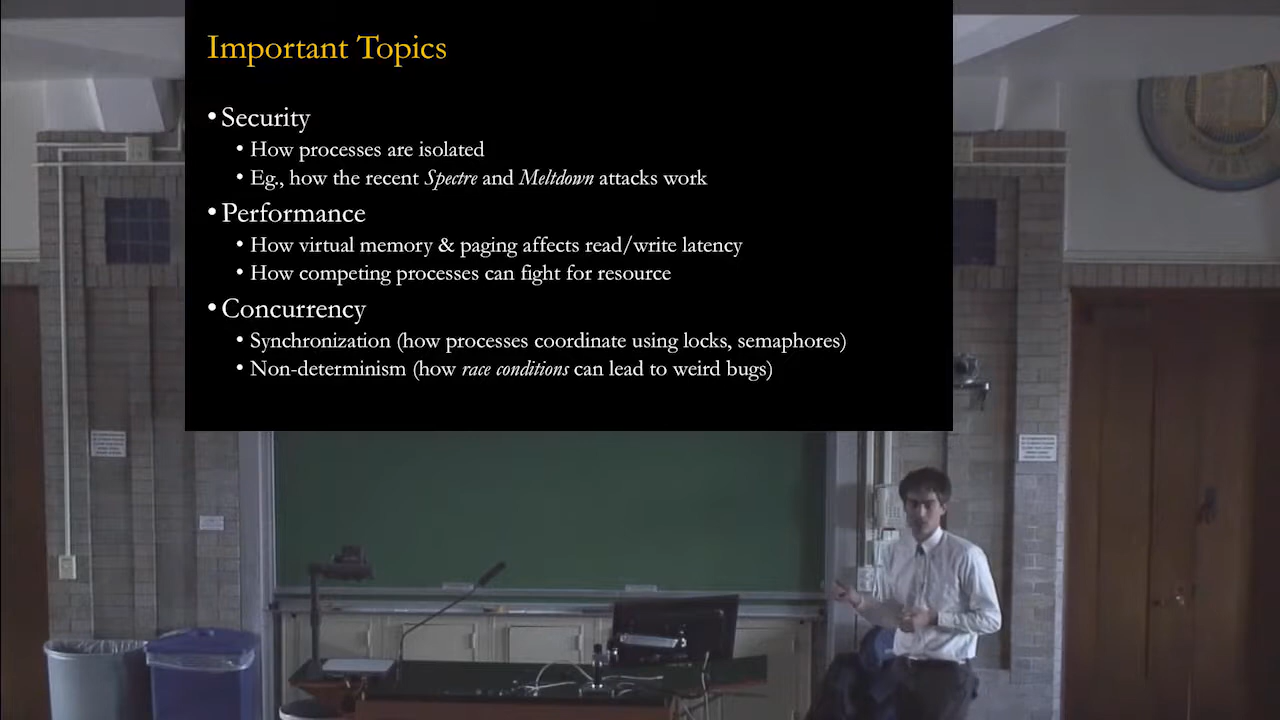 Important Topics
• Security
• How processes are isolated
• Eg., how the recent Spectre and Meltdown attacks work
• Performance
• How virtual memory & paging affects read/write latency
• How competing processes can fight for resource
• Concurrency
• Synchronization (how processes coordinate using locks, semaphores)
• Non-determinism (how race conditions can lead to weird bugs)